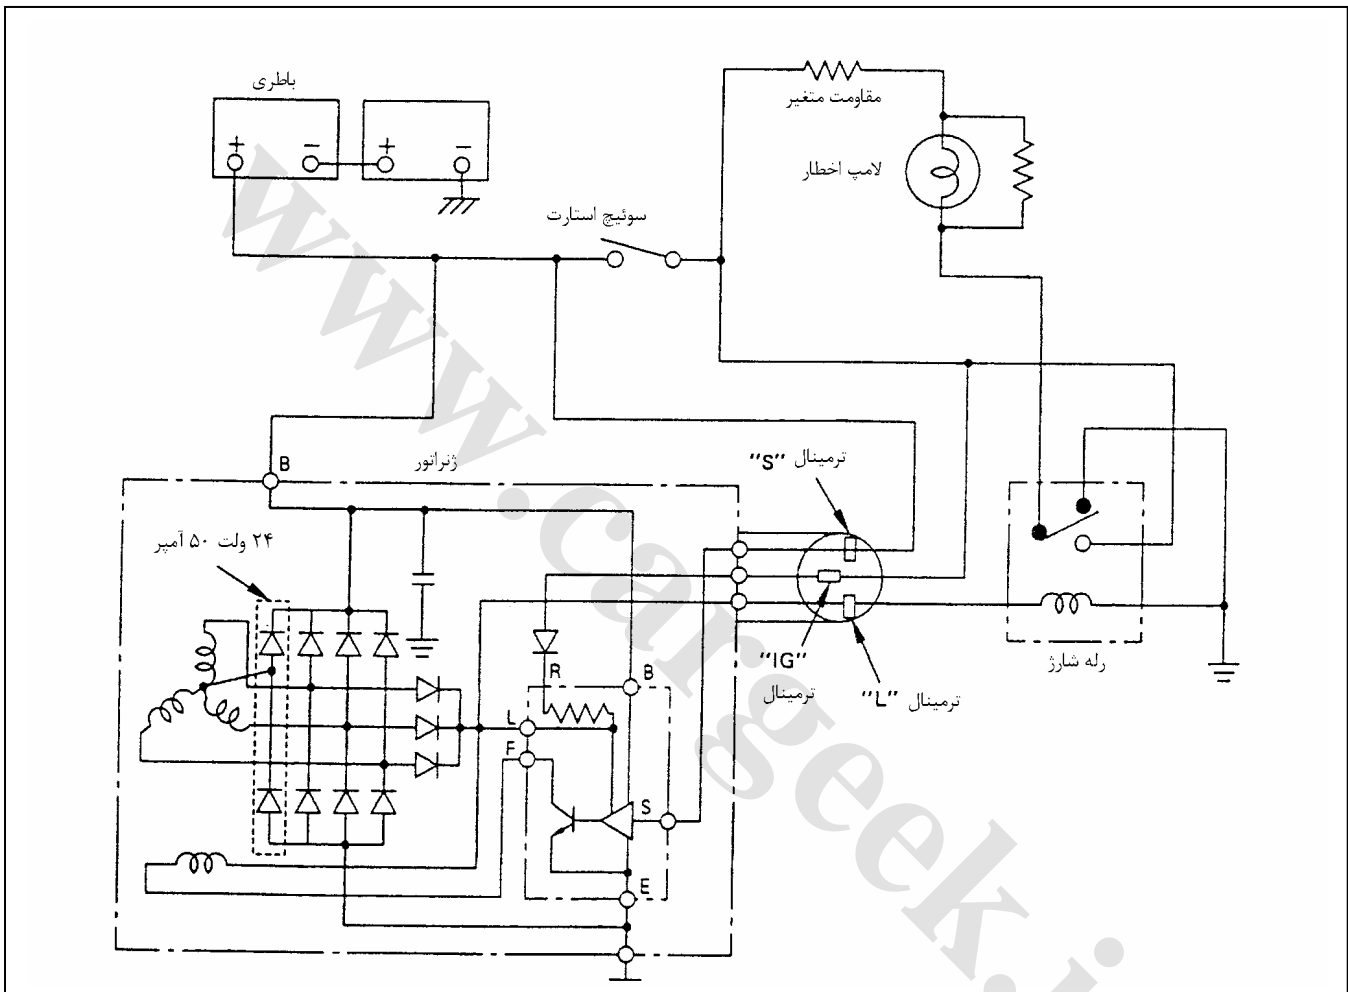 باطری
+
−
+
−
مقاومت متغیر
لامپ اخطار
سوئیچ استارت
B
ژنراتور
ترمینال "S"
۲۴ ولت ۵۰ آمپر
"IG"
ترمینال
ترمینال "L"
رله شارژ
R
B
L
F
S
E
www.cargeek.i